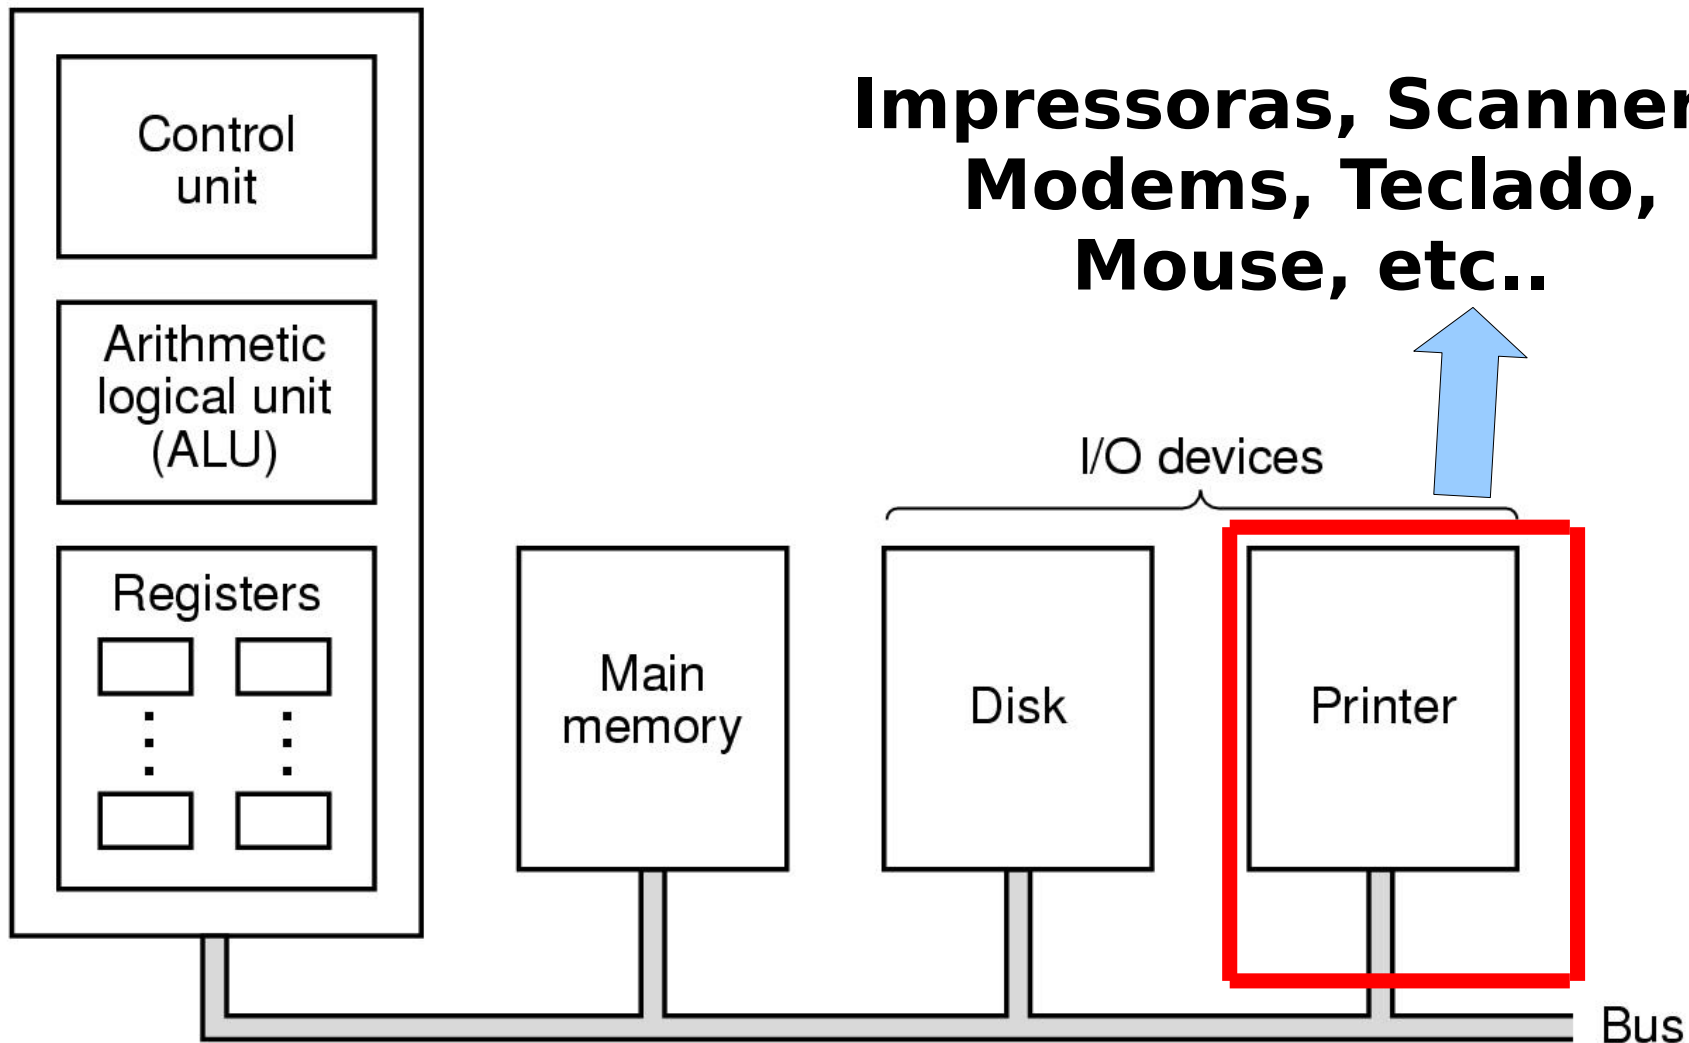 Control
unit
Arithmetic
logical unit
(ALU)
Registers
Impressoras, Scanner
Modems, Teclado,
Mouse, etc..
I/O devices
Main
memory
Disk
Printer
Bus